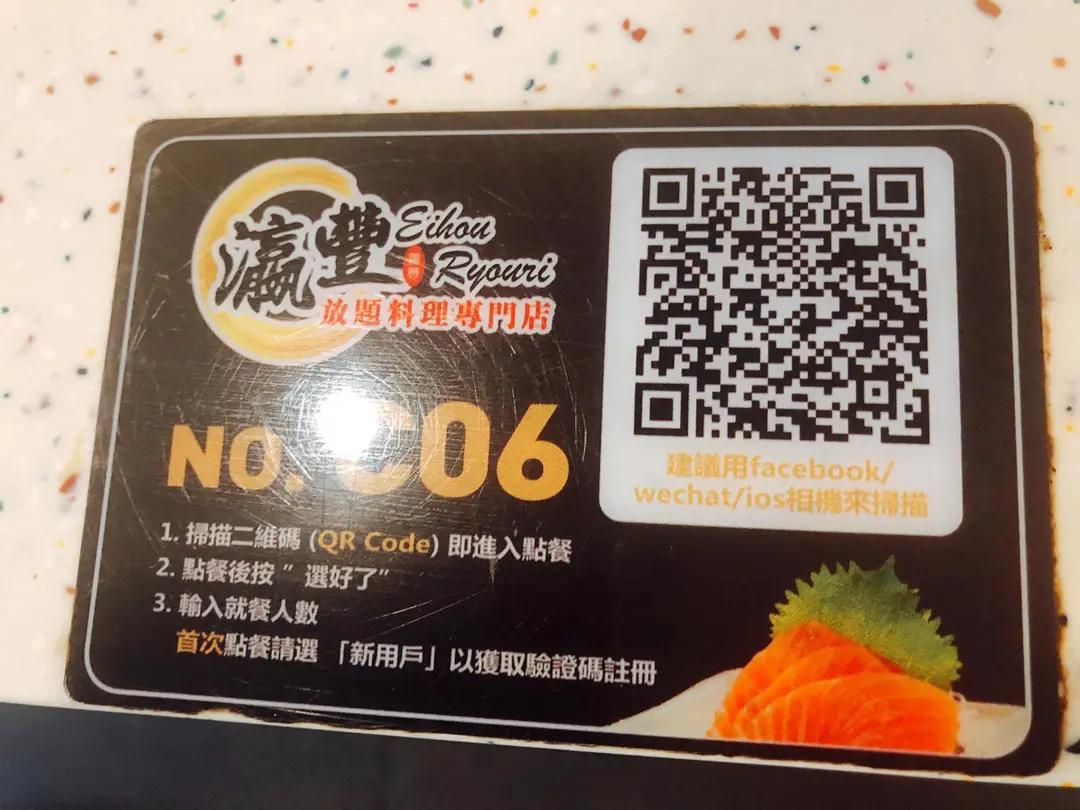 瀛豐
Eihou
Ryouri
放題料理專門店
NO. C06
1. 掃描二維碼 (QR Code) 即進入點餐
2. 點餐後按 ” 選好了”
3. 輸入就餐人數
首次點餐請選 「新用戶」以獲取驗證碼註冊
建議用facebook/
wechat/ios相機來掃描